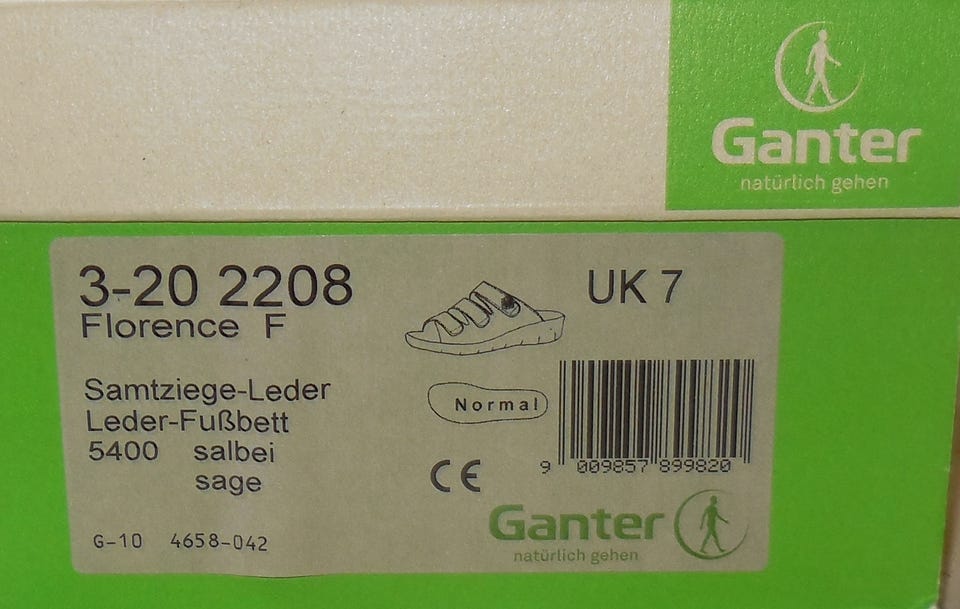 Ganter
natürlich gehen
3-20 2208
UK 7
Florence F
Samtziege-Leder
Normal
Leder-Fußbett
5400 salbei
sage
CE
9 009857 899820
G-10 4658-042
Ganter
natürlich gehen